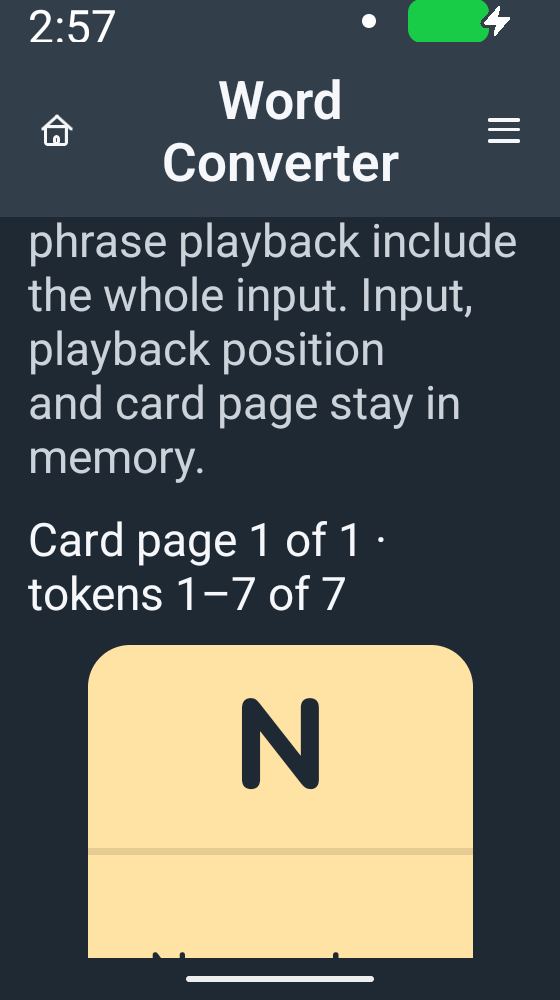 2:57
Word
Converter
phrase playback include
the whole input. Input,
playback position
and card page stay in
memory.
Card page 1 of 1 ·
tokens 1–7 of 7
N